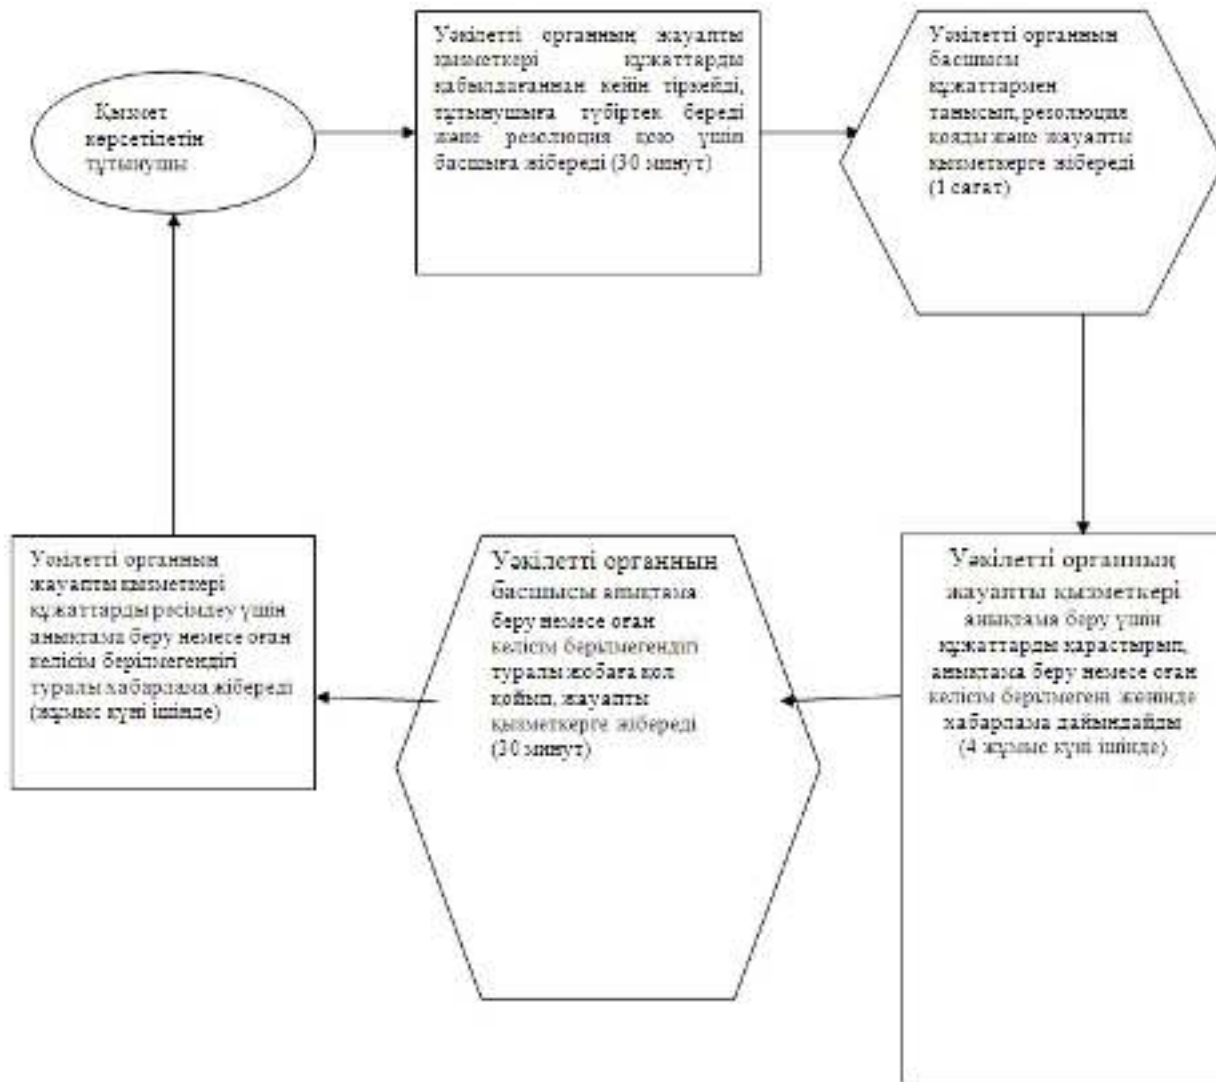 Қызмет
көрсетілетін
тұтынушы
Уәкілетті органның жауапты
қызметкері құжаттарды
қабылдағаннан кейін тіркейді,
тұтынушыға түбіртек береді
және резолюция қою үшін
басшыға жібереді (30 минут)
Уәкілетті органның
басшысы
құжаттармен
танысып, резолюция
қояды және жауапты
қызметкерге жібереді
(1 сағат)
Уәкілетті органның
жауапты қызметкері
анықтама беру үшін
құжаттарды қарастырып,
анықтама беру немесе оған
келісім берілмегені жөнінде
хабарлама дайындайды
(4 жұмыс күні ішінде)
Уәкілетті органның
басшысы анықтама
беру немесе оған
келісім берілмегендігі
туралы жобаға қол
қойып, жауапты
қызметкерге жібереді
(30 минут)
Уәкілетті органның
жауапты қызметкері
құжаттарды рәсімдеу үшін
анықтама беру немесе оған
келісім берілмегендігі
туралы хабарлама жібереді
(жұмыс күні ішінде)